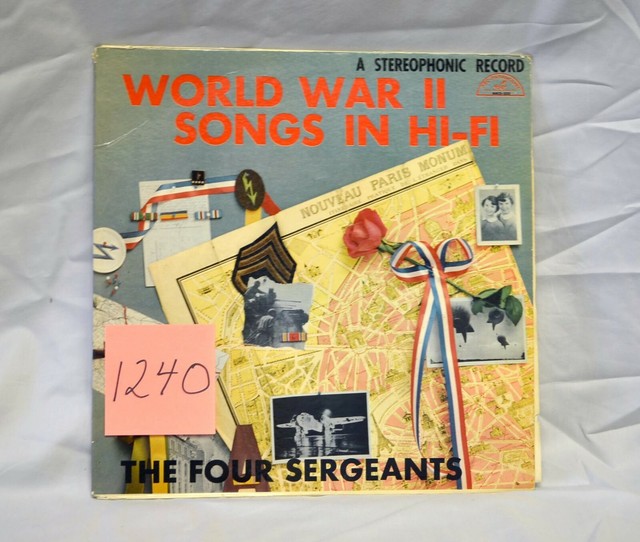 A STEREOPHONIC RECORD
WORLD WAR II
SONGS IN HI-FI
NOUVEAU PARIS MONUM
1240
THE FOUR SERGEANTS